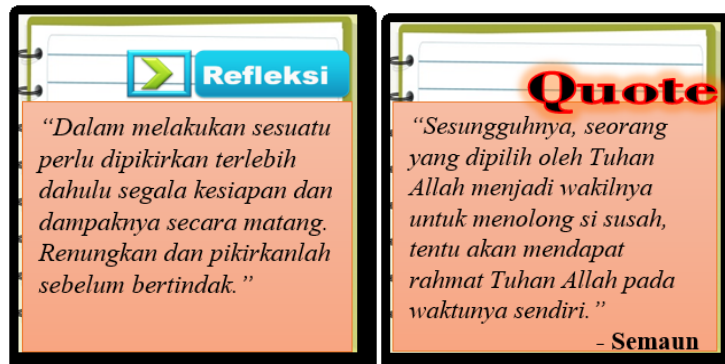 Refleksi
“Dalam melakukan sesuatu
perlu dipikirkan terlebih
dahulu segala kesiapan dan
dampaknya secara matang.
Renungkan dan pikirkanlah
sebelum bertindak.”
Quote
“Sesungguhnya, seorang
yang dipilih oleh Tuhan
Allah menjadi wakilnya
untuk menolong si susah,
tentu akan mendapat
rahmat Tuhan Allah pada
waktunya sendiri.”
- Semaun